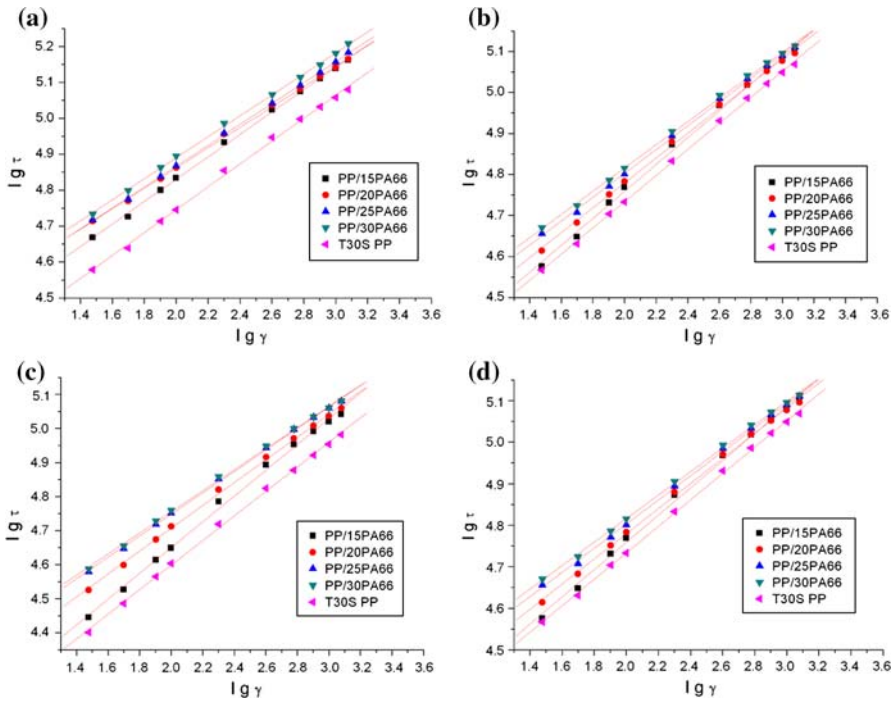 (a)
lg τ
5.2
5.1
5.0
4.9
4.8
4.7
4.6
4.5
PP/15PA66
PP/20PA66
PP/25PA66
PP/30PA66
T30S PP
1.4 1.6 1.8 2.0 2.2 2.4 2.6 2.8 3.0 3.2 3.4 3.6
lg γ
(b)
lg τ
5.1
5.0
4.9
4.8
4.7
4.6
4.5
PP/15PA66
PP/20PA66
PP/25PA66
PP/30PA66
T30S PP
1.4 1.6 1.8 2.0 2.2 2.4 2.6 2.8 3.0 3.2 3.4 3.6
lg γ
(c)
lg τ
5.1
5.0
4.9
4.8
4.7
4.6
4.5
4.4
PP/15PA66
PP/20PA66
PP/25PA66
PP/30PA66
T30S PP
1.4 1.6 1.8 2.0 2.2 2.4 2.6 2.8 3.0 3.2 3.4 3.6
lg γ
(d)
lg τ
5.1
5.0
4.9
4.8
4.7
4.6
4.5
PP/15PA66
PP/20PA66
PP/25PA66
PP/30PA66
T30S PP
1.4 1.6 1.8 2.0 2.2 2.4 2.6 2.8 3.0 3.2 3.4 3.6
lg γ